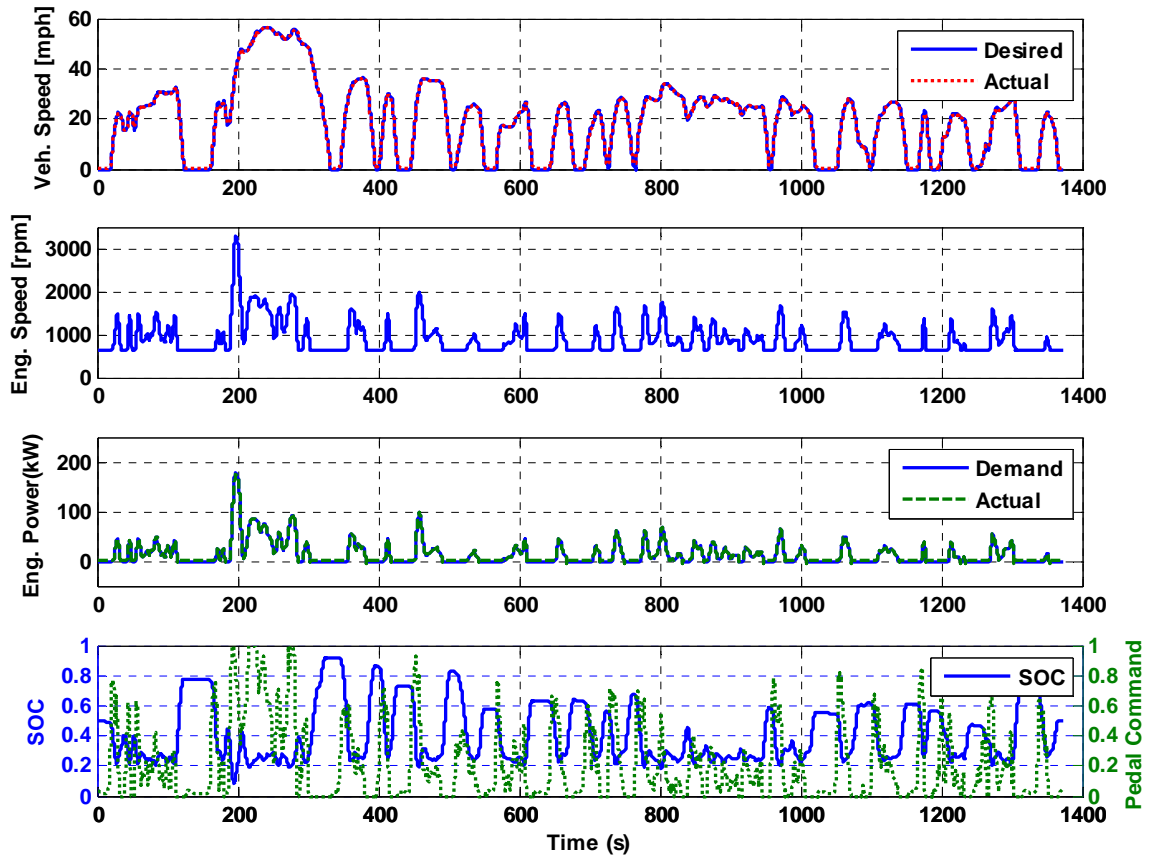 Veh. Speed [mph]
60
40
20
0
Desired
Actual
0 200 400 600 800 1000 1200 1400
Eng. Speed [rpm]
3000
2000
1000
0
0 200 400 600 800 1000 1200 1400
Eng. Power(kW)
200
100
0
Demand
Actual
0 200 400 600 800 1000 1200 1400
SOC
1
0.8
0.6
0.4
0.2
0
SOC
1
0.8
0.6
0.4
0.2
0
Pedal Command
0 200 400 600 800 1000 1200 1400
Time (s)